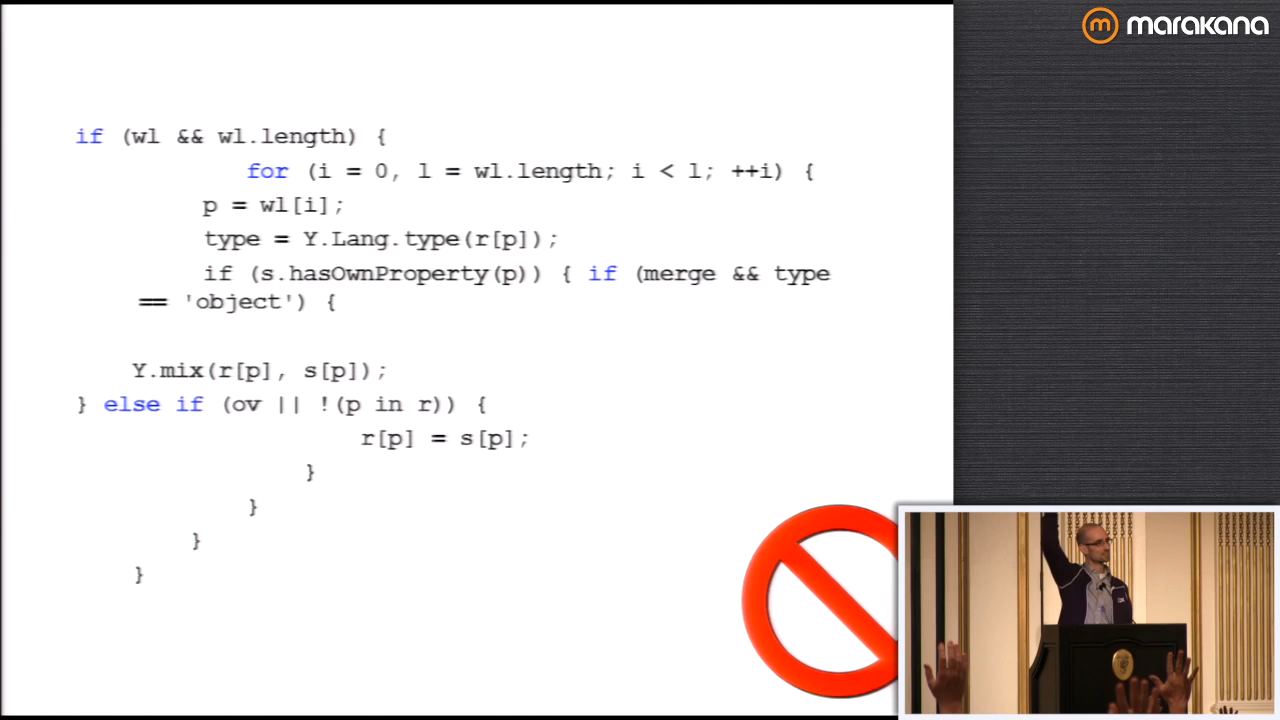 marakana
if (wl && wl.length) {
for (i = 0, l = wl.length; i < l; ++i) {
p = wl[i];
type = Y.Lang.type(r[p]);
if (s.hasOwnProperty(p)) { if (merge && type
== 'object') {
Y.mix(r[p], s[p]);
} else if (ov || !(p in r)) {
r[p] = s[p];
}
}
}
}